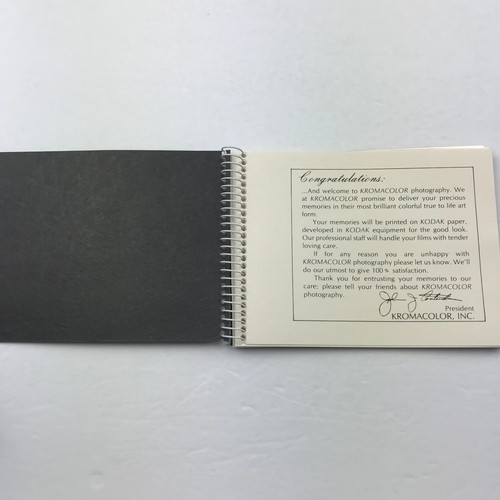 Congratulations:
...And welcome to KROMACOLOR photography. We
at KROMACOLOR promise to deliver your precious
memories in their most brilliant colorful true to life art
form.
Your memories will be printed on KODAK paper,
developed in KODAK equipment for the good look.
Our professional staff will handle your films with tender
loving care.
If for any reason you are unhappy with
KROMACOLOR photography please let us know. We'll
do our utmost to give 100% satisfaction.
Thank you for entrusting your memories to our
care; please tell your friends about KROMACOLOR
photography.
President
KROMACOLOR, INC.